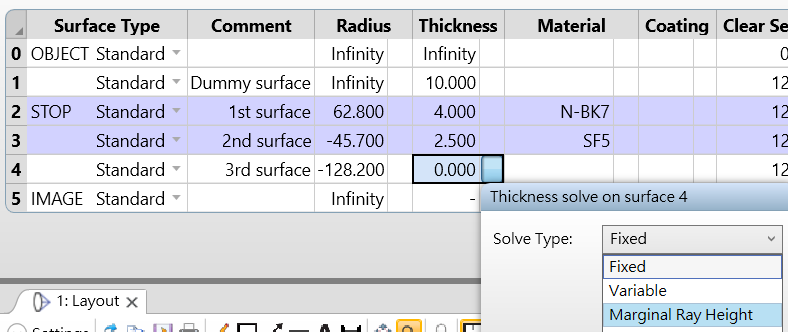 Surface Type Comment Radius Thickness Material Coating Clear Se
0 OBJECT Standard Infinity Infinity 0
1 Standard Dummy surface Infinity 10.000 12
2 STOP Standard 1st surface 62.800 4.000 N-BK7 12
3 Standard 2nd surface -45.700 2.500 SF5 12
4 Standard 3rd surface -128.200 0.000 12
5 IMAGE Standard Infinity - 
Thickness solve on surface 4
Solve Type: Fixed
Fixed
Variable
Marginal Ray Height
1: Layout
Settings